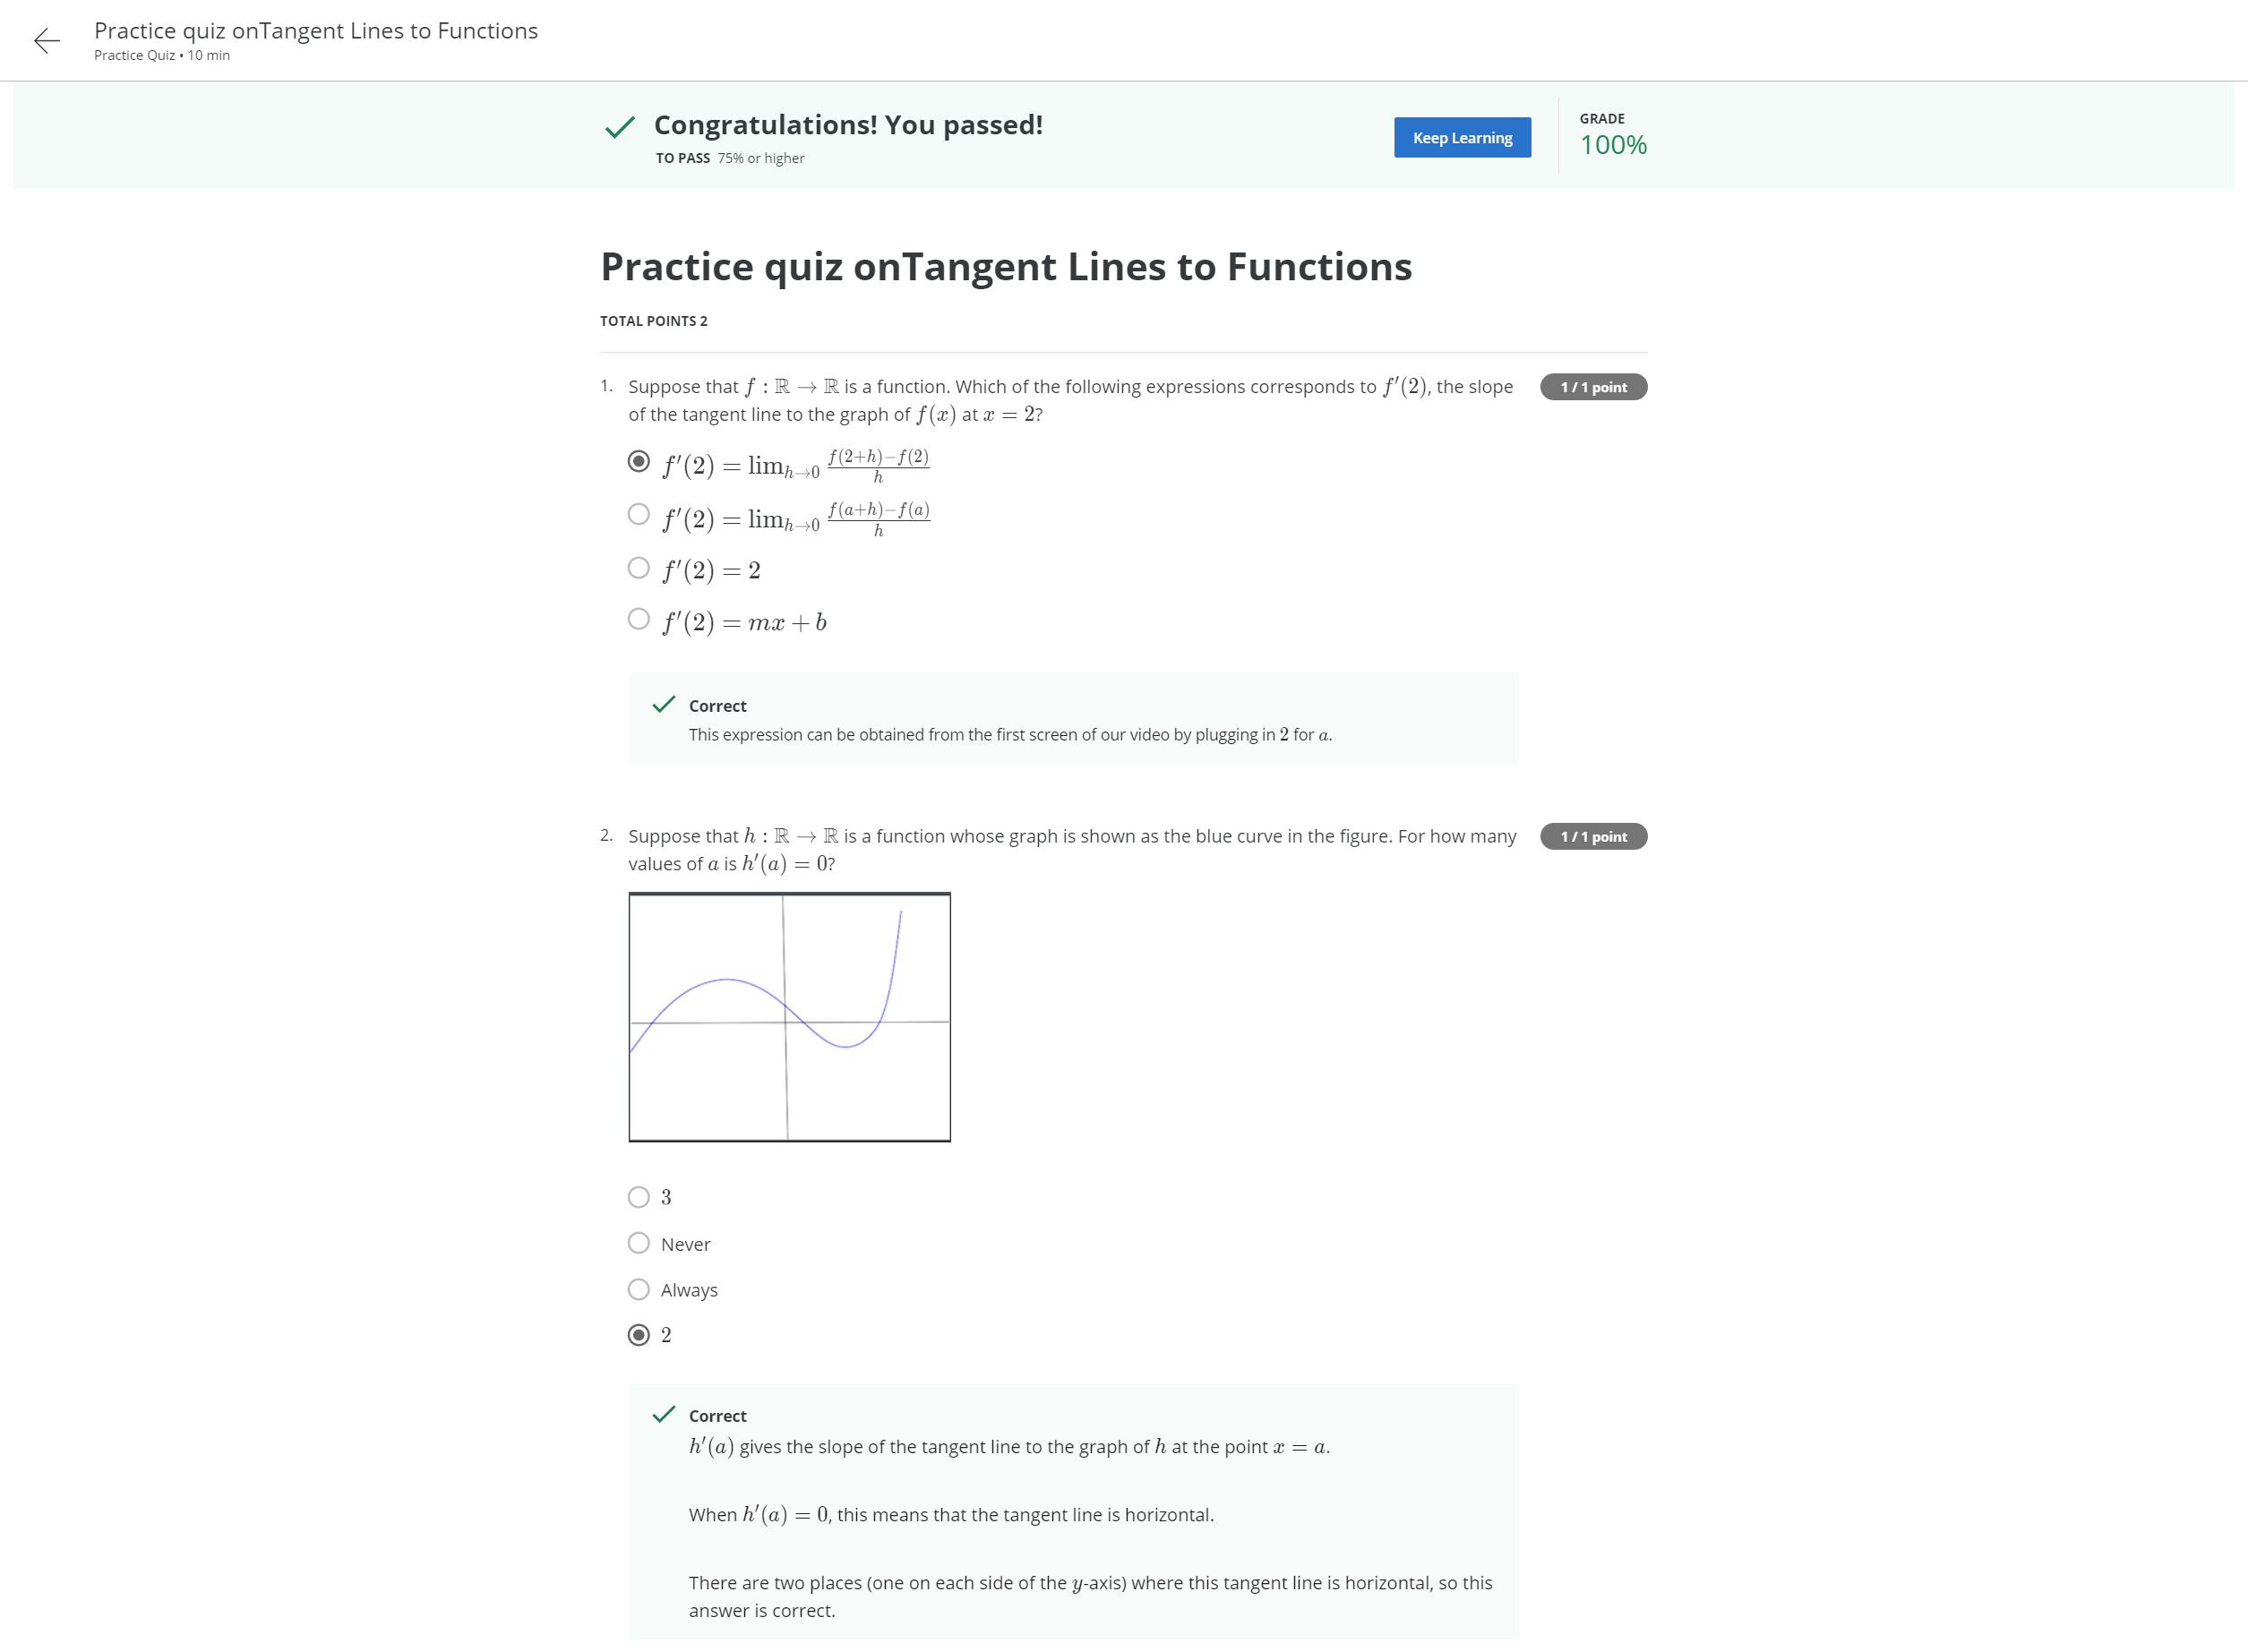 Practice quiz onTangent Lines to Functions
Practice Quiz • 10 min
Congratulations! You passed!
TO PASS 75% or higher
Keep Learning
GRADE
100%
Practice quiz onTangent Lines to Functions
TOTAL POINTS 2
1. Suppose that f : ℝ → ℝ is a function. Which of the following expressions corresponds to f′(2), the slope
of the tangent line to the graph of f(x) at x = 2?
1 / 1 point
f′(2) = lim_{h→0} \frac{f(2+h)−f(2)}{h}
f′(2) = lim_{h→0} \frac{f(a+h)−f(a)}{h}
f′(2) = 2
f′(2) = mx + b
Correct
This expression can be obtained from the first screen of our video by plugging in 2 for a.
2. Suppose that h : ℝ → ℝ is a function whose graph is shown as the blue curve in the figure. For how many
values of a is h′(a) = 0?
1 / 1 point
3
Never
Always
2
Correct
h′(a) gives the slope of the tangent line to the graph of h at the point x = a.
When h′(a) = 0, this means that the tangent line is horizontal.
There are two places (one on each side of the y-axis) where this tangent line is horizontal, so this
answer is correct.